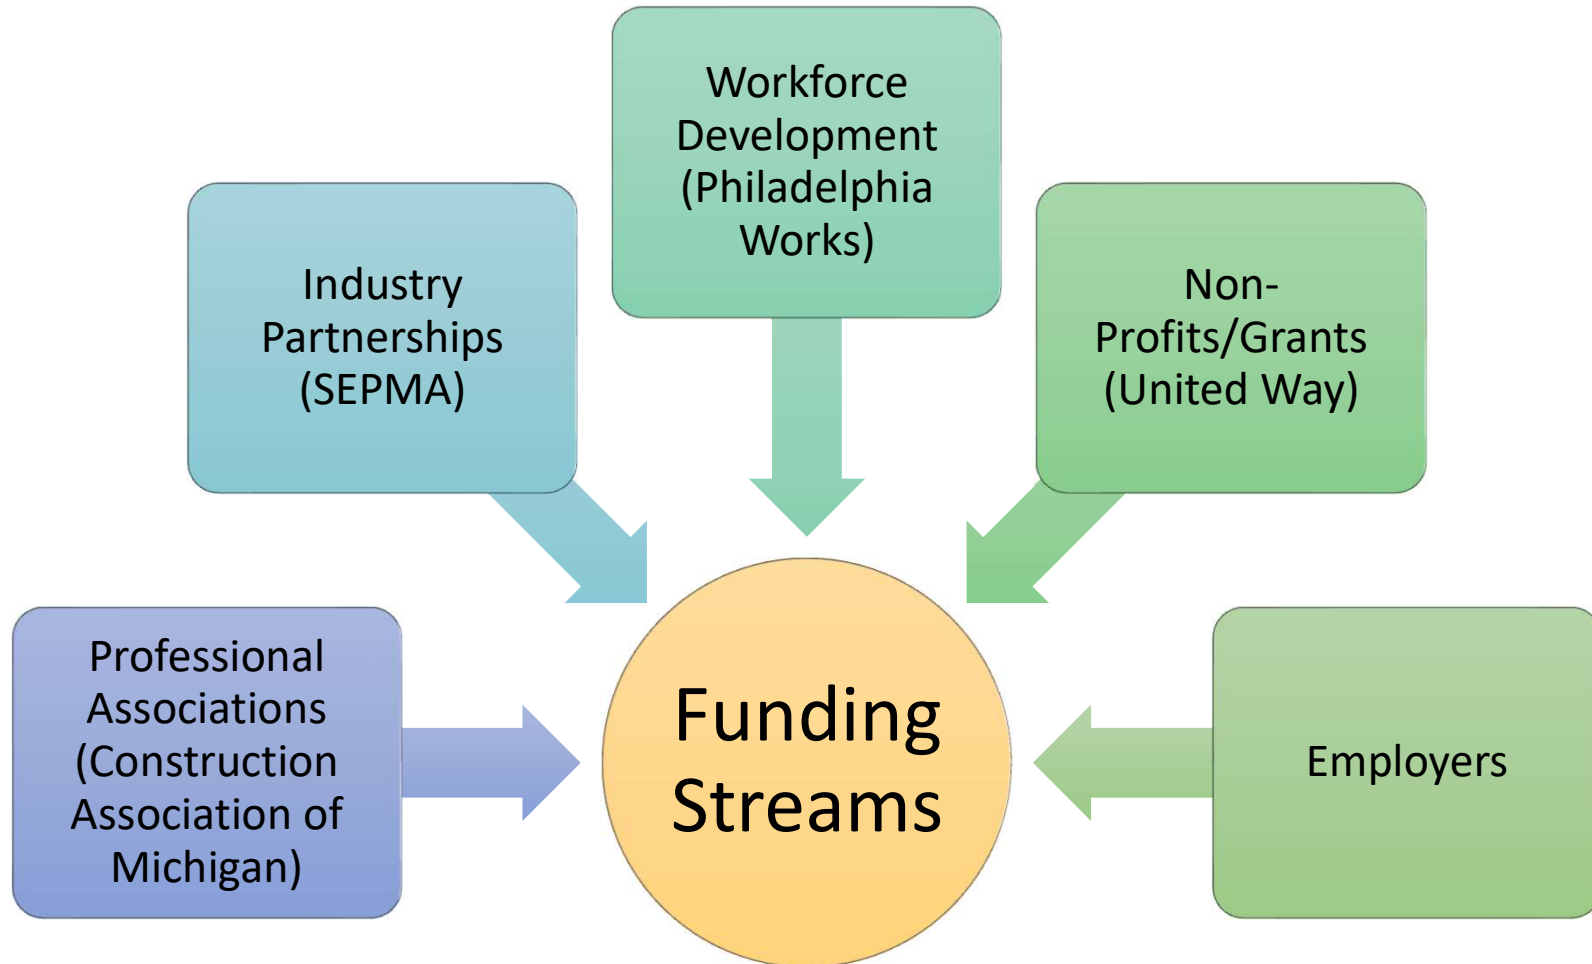 Workforce
Development
(Philadelphia
Works)
Industry
Partnerships
(SEPMA)
Non-
Profits/Grants
(United Way)
Professional
Associations
(Construction
Association of
Michigan)
Funding
Streams
Employers